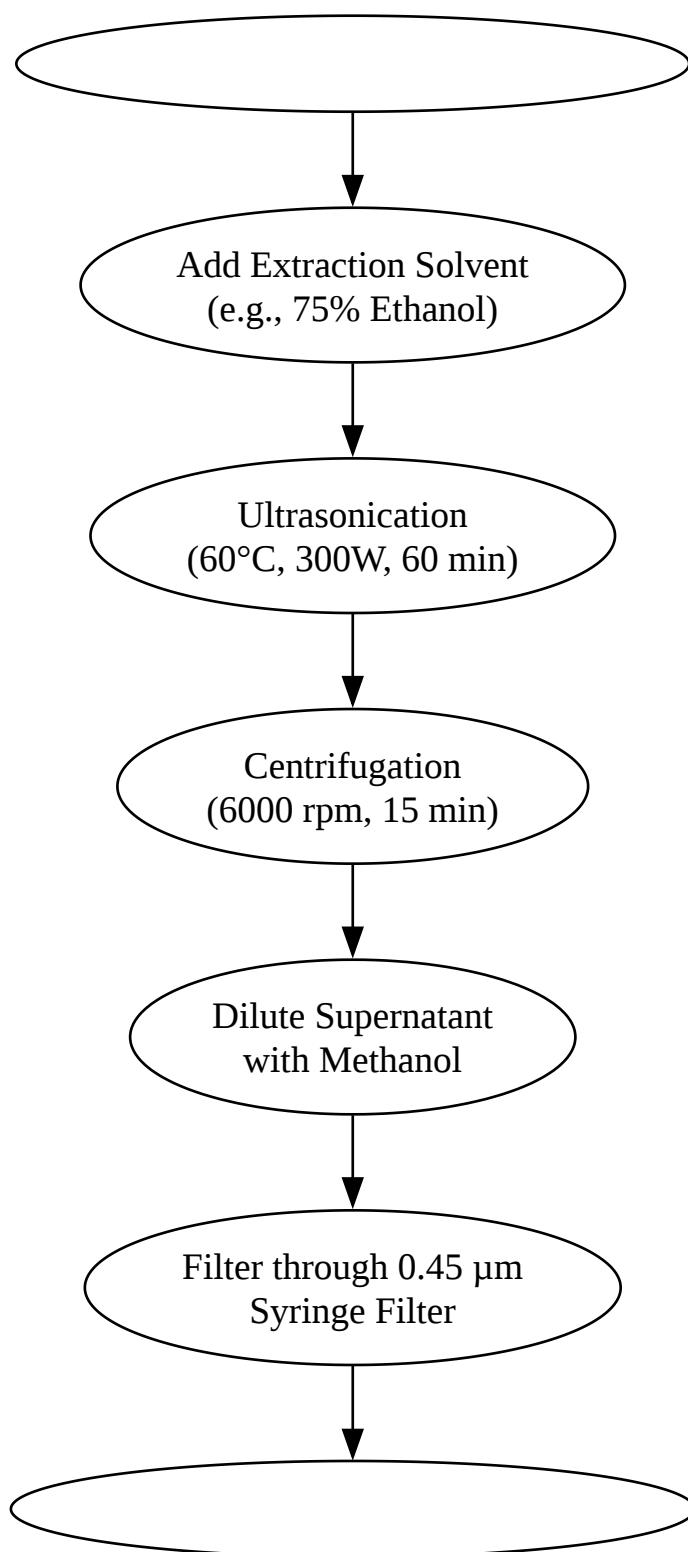 Add Extraction Solvent
(e.g., 75% Ethanol)
Ultrasonication
(60°C, 300W, 60 min)
Centrifugation
(6000 rpm, 15 min)
Dilute Supernatant
with Methanol
Filter through 0.45 µm
Syringe Filter